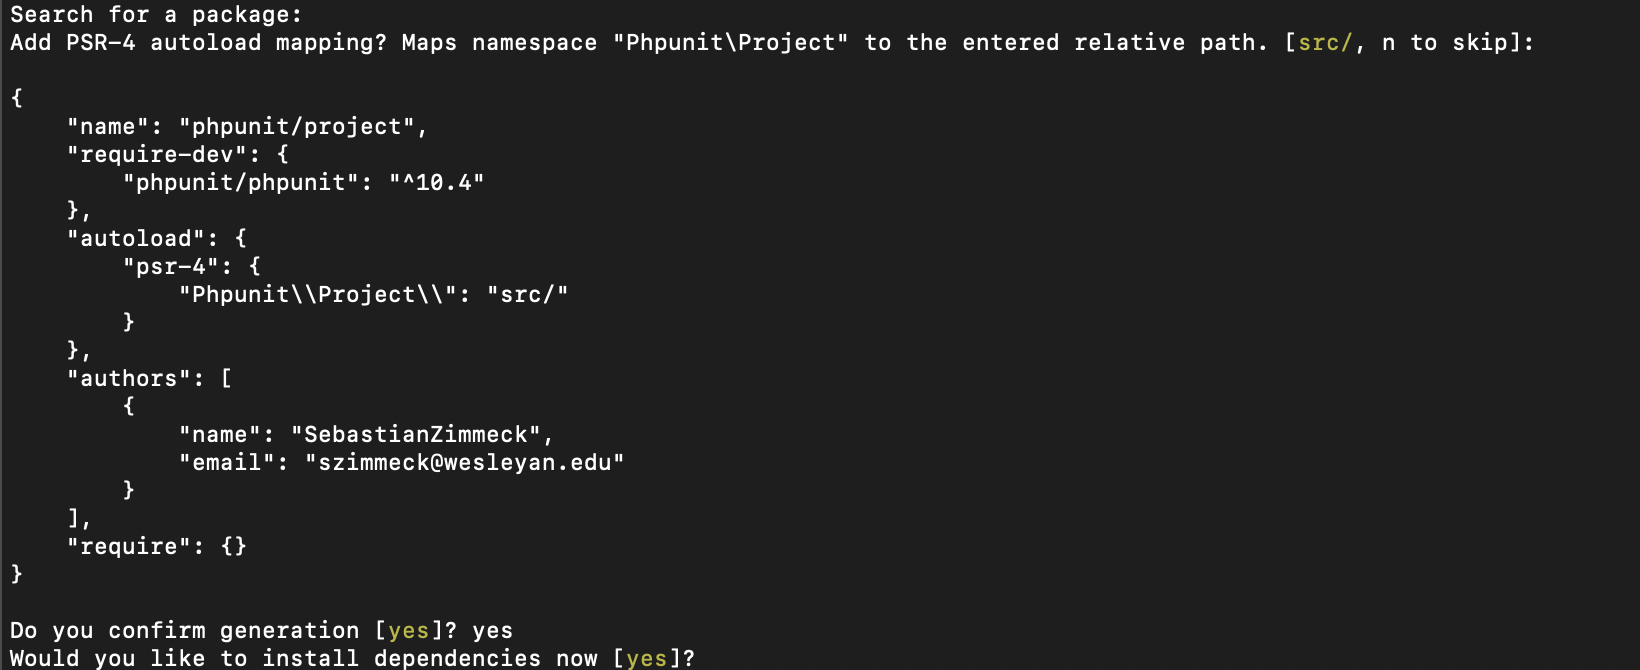 Search for a package:
Add PSR-4 autoload mapping? Maps namespace "Phpunit\Project" to the entered relative path. [src/, n to skip]:
{
    "name": "phpunit/project",
    "require-dev": {
        "phpunit/phpunit": "^10.4"
    },
    "autoload": {
        "psr-4": {
            "Phpunit\\Project\\": "src/"
        }
    },
    "authors": [
        {
            "name": "SebastianZimmeck",
            "email": "szimmeck@wesleyan.edu"
        }
    ],
    "require": {}
}
Do you confirm generation [yes]? yes
Would you like to install dependencies now [yes]?